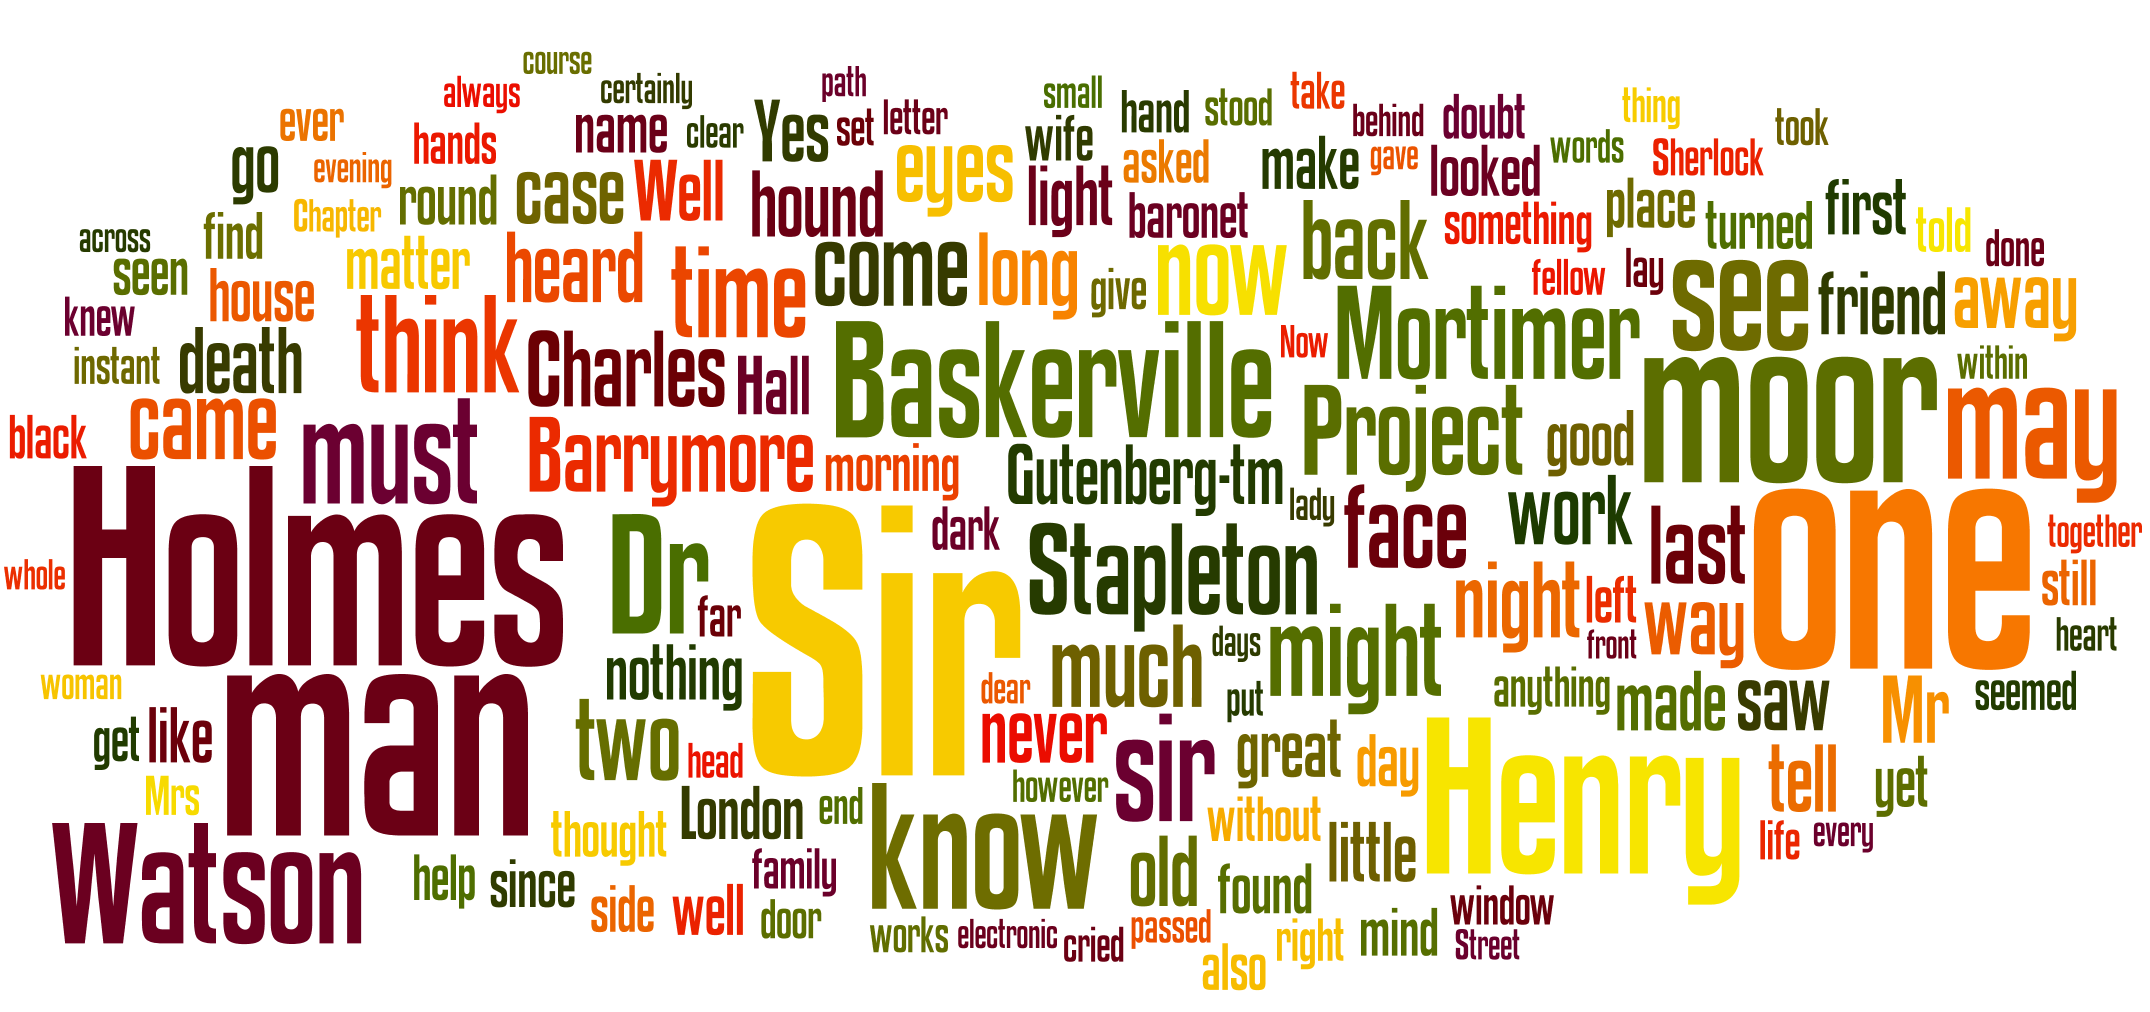 course
always
certainly
path
ever
hands
name
clear
Yes
set
letter
small
wife
hand
stood
take
behind
doubt
thing
took
go
evening
round
case
Well
hound
eyes
light
asked
baronet
make
gave
looked
words
Sherlock
Chapter
across
find
seen
matter
heard
time
come
long
give
now
back
something
place
turned
first
told
done
knew
house
think
instant
death
Charles
Hall
Baskerville
Now
Mortimer
fellow
lay
see
friend
away
within
black
came
must
Barrymore
morning
Gutenberg-tm
Project
good
moor
may
Holmes
whole
Dr
far
Sir
dark
Stapleton
lady
face
work
last
one
together
still
heart
night
left
front
way
woman
man
nothing
dear
much
days
put
might
anything
made
saw
Mr
seemed
get
like
two
head
never
sir
great
day
Henry
tell
yet
Mrs
Watson
thought
London
end
however
know
without
little
life
every
help
since
side
well
family
door
old
found
works
electronic
cried
passed
also
right
mind
window
Street